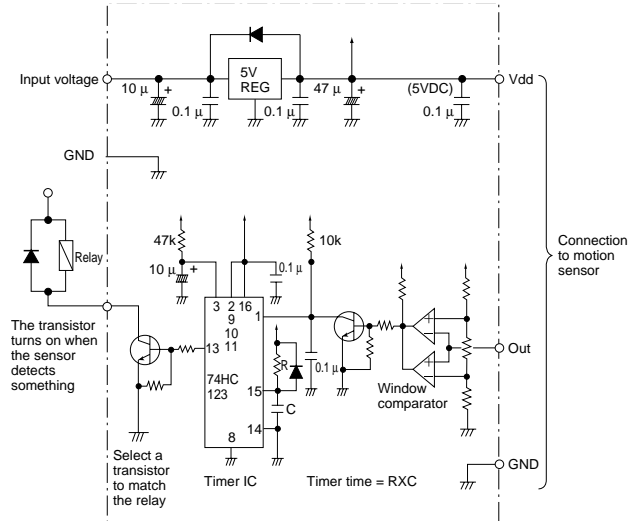 Input voltage
10 µ
+
0.1 µ
5V
REG
0.1 µ
47 µ
+
(5VDC)
0.1 µ
Vdd
GND
Relay
47k
10 µ
+
0.1 µ
10k
Connection
to motion
sensor
3 2 16
9
10
11
1
13
74HC
123
15
14
8
R
C
0.1 µ
+
−
+
−
Window
comparator
Out
The transistor
turns on when
the sensor
detects
something
Select a
transistor
to match
the relay
Timer IC
Timer time = RXC
GND